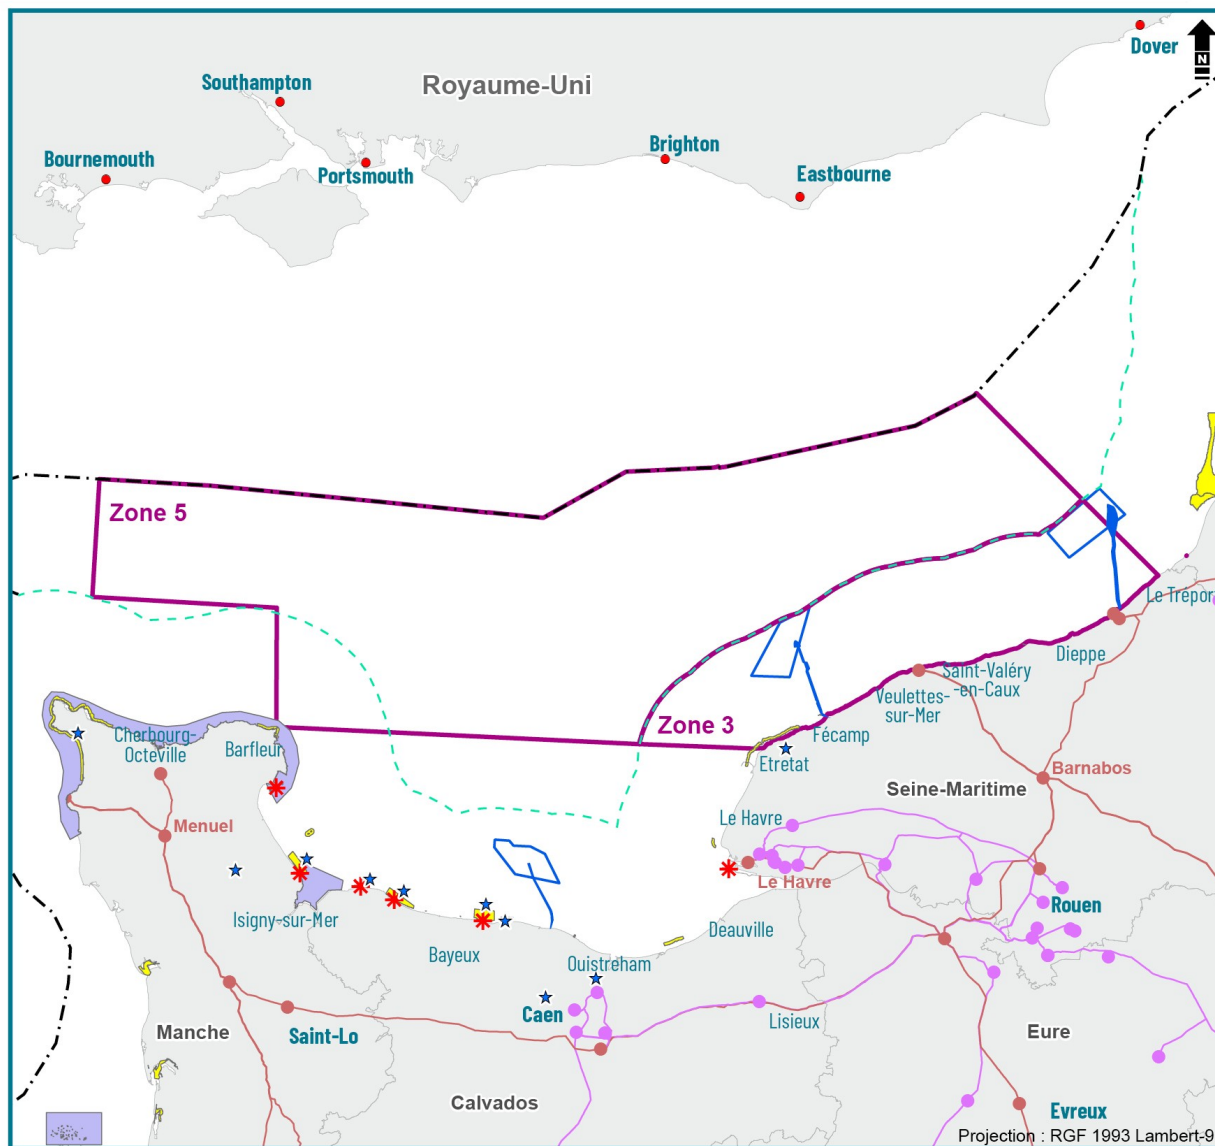 Dover
N
Southampton
Royaume-Uni
Bournemouth
Portsmouth
Brighton
Eastbourne
Zone 5
Le Trépor
Dieppe
Saint-Valéry
-en-Caux
Veulettes-
sur-Mer
Zone 3
Fécamp
Cherbourg-
Octeville
Barfleur
Etretat
Barnabos
Seine-Maritime
Le Havre
Menuel
Le Havre
Rouen
Isigny-sur-Mer
Deauville
Bayeux
Ouistreham
Caen
Lisieux
Manche
Saint-Lo
Eure
Calvados
Evreux
Projection : RGF 1993 Lambert-9